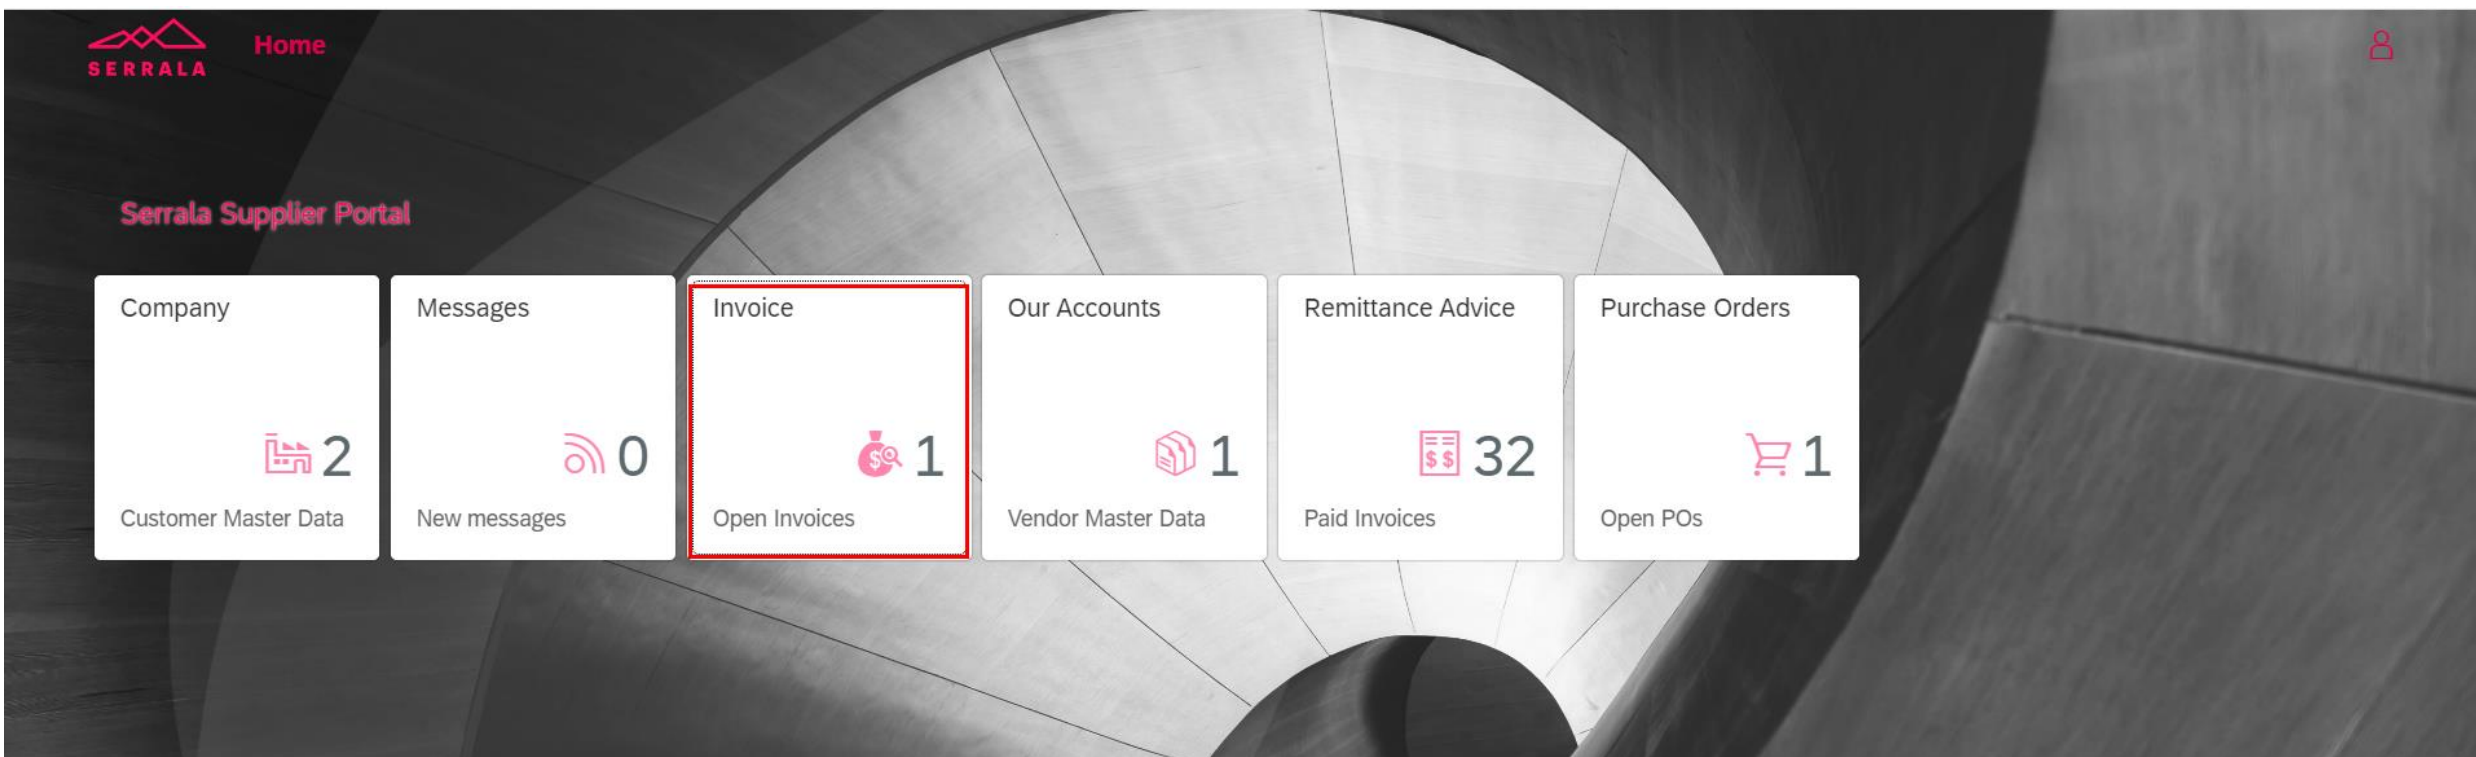 Home
SERRALA
Serrala Supplier Portal
Company
2
Customer Master Data
Messages
0
New messages
Invoice
1
Open Invoices
Our Accounts
1
Vendor Master Data
Remittance Advice
32
Paid Invoices
Purchase Orders
1
Open POs